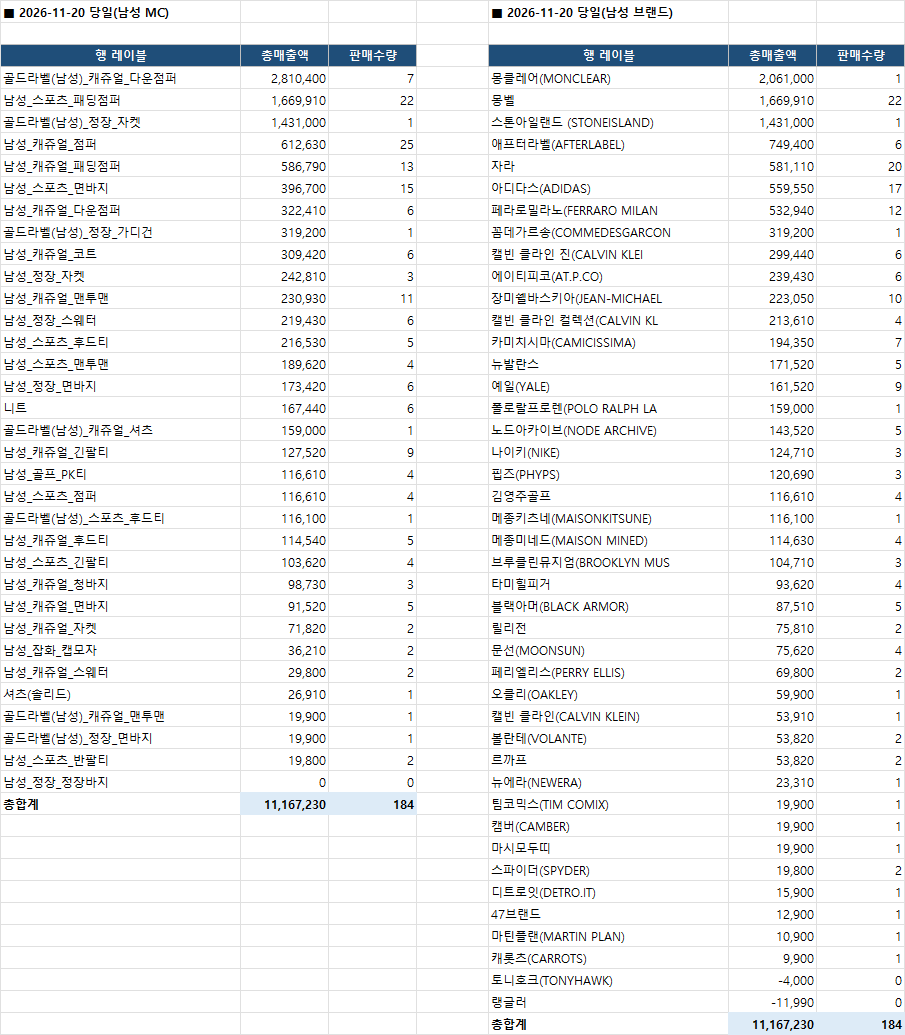 ■ 2026-11-20 당일(남성 MC)
행 레이블 총매출액 판매수량
골드라벨(남성)_캐쥬얼_다운점퍼 2,810,400 7
남성_스포츠_패딩점퍼 1,669,910 22
골드라벨(남성)_정장_자켓 1,431,000 1
남성_캐쥬얼_점퍼 612,630 25
남성_캐쥬얼_패딩점퍼 586,790 13
남성_스포츠_면바지 396,700 15
남성_캐쥬얼_다운점퍼 322,410 6
골드라벨(남성)_정장_가디건 319,200 1
남성_캐쥬얼_코트 309,420 6
남성_정장_자켓 242,810 3
남성_캐쥬얼_맨투맨 230,930 11
남성_정장_스웨터 219,430 6
남성_스포츠_후드티 216,530 5
남성_스포츠_맨투맨 189,620 4
남성_정장_면바지 173,420 6
니트 167,440 6
골드라벨(남성)_캐쥬얼_셔츠 159,000 1
남성_캐쥬얼_긴팔티 127,520 9
남성_골프_PK티 116,610 4
남성_스포츠_점퍼 116,610 4
골드라벨(남성)_스포츠_후드티 116,100 1
남성_캐쥬얼_후드티 114,540 5
남성_스포츠_긴팔티 103,620 4
남성_캐쥬얼_청바지 98,730 3
남성_캐쥬얼_면바지 91,520 5
남성_캐쥬얼_자켓 71,820 2
남성_잡화_캡모자 36,210 2
남성_캐쥬얼_스웨터 29,800 2
셔츠(솔리드) 26,910 1
골드라벨(남성)_캐쥬얼_맨투맨 19,900 1
골드라벨(남성)_정장_면바지 19,900 1
남성_스포츠_반팔티 19,800 2
남성_정장_정장바지 0 0
총합계 11,167,230 184
■ 2026-11-20 당일(남성 브랜드)
행 레이블 총매출액 판매수량
몽클레어(MONCLEAR) 2,061,000 1
몽벨 1,669,910 22
스톤아일랜드 (STONEISLAND) 1,431,000 1
애프터라벨(AFTERLABEL) 749,400 6
자라 581,110 20
아디다스(ADIDAS) 559,550 17
페라로밀라노(FERRARO MILAN 532,940 12
꼼데가르송(COMMEDESGARCON 319,200 1
캘빈 클라인 진(CALVIN KLEI 299,440 6
에이티피코(AT.P.CO) 239,430 6
장미쉘바스키아(JEAN-MICHAEL 223,050 10
캘빈 클라인 컬렉션(CALVIN KL 213,610 4
카미치시마(CAMICISSIMA) 194,350 7
뉴발란스 171,520 5
예일(YALE) 161,520 9
폴로랄프로렌(POLO RALPH LA 159,000 1
노드아카이브(NODE ARCHIVE) 143,520 5
나이키(NIKE) 124,710 3
핍즈(PHYPS) 120,690 3
김영주골프 116,610 4
메종키츠네(MAISONKITSUNE) 116,100 1
메종미네드(MAISON MINED) 114,630 4
브루클린뮤지엄(BROOKLYN MUS 104,710 3
타미힐피거 93,620 4
블랙아머(BLACK ARMOR) 87,510 5
릴리전 75,810 2
문선(MOONSUN) 75,620 4
페리엘리스(PERRY ELLIS) 69,800 2
오클리(OAKLEY) 59,900 1
캘빈 클라인(CALVIN KLEIN) 53,910 1
볼란테(VOLANTE) 53,820 2
르까프 53,820 2
뉴에라(NEWERA) 23,310 1
팀코믹스(TIM COMIX) 19,900 1
캠버(CAMBER) 19,900 1
마시모두띠 19,900 1
스파이더(SPYDER) 19,800 2
디트로잇(DETRO.IT) 15,900 1
47브랜드 12,900 1
마틴플랜(MARTIN PLAN) 10,900 1
캐롯츠(CARROTS) 9,900 1
토니호크(TONYHAWK) -4,000 0
랭글러 -11,990 0
총합계 11,167,230 184